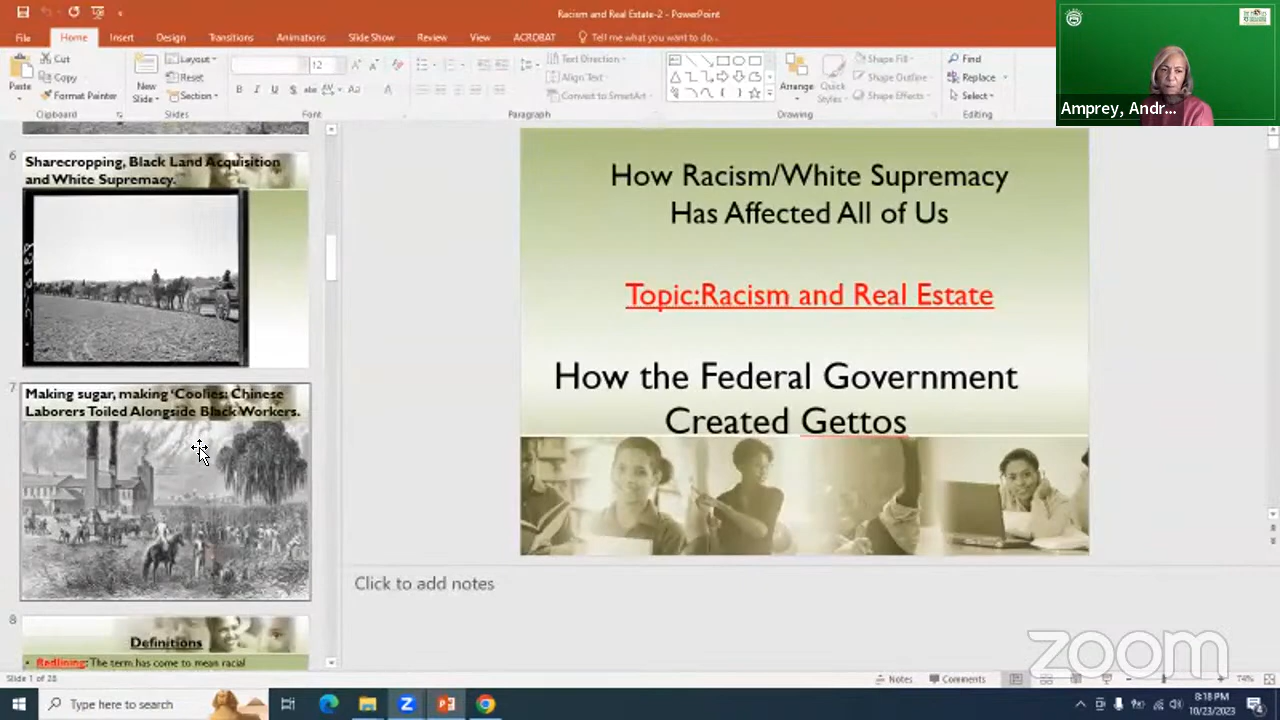 Racism and Real Estate-2 - PowerPoint
File Home Insert Design Transitions Animations Slide Show Review View ACROBAT Tell me what you want to do...
Paste
Cut
Copy
Format Painter
Clipboard
New
Slide
Layout
Reset
Section
Slides
12
B I U S abc AV Aa A
Font
Text Direction
Align Text
Convert to SmartArt
Paragraph
Arrange
Quick
Styles
Shape Fill
Shape Outline
Shape Effects
Drawing
Find
Replace
Select
Editing
Amprey, Andr...
6
Sharecropping, Black Land Acquisition
and White Supremacy.
7
Making sugar, making 'Coolies: Chinese
Laborers Toiled Alongside Black Workers.
8
Definitions
• Redlining: The term has come to mean racial
How Racism/White Supremacy
Has Affected All of Us
Topic:Racism and Real Estate
How the Federal Government
Created Gettos
Click to add notes
zoom
Slide 1 of 28
Notes
Comments
74%
Type here to search
8:18 PM
10/23/2023